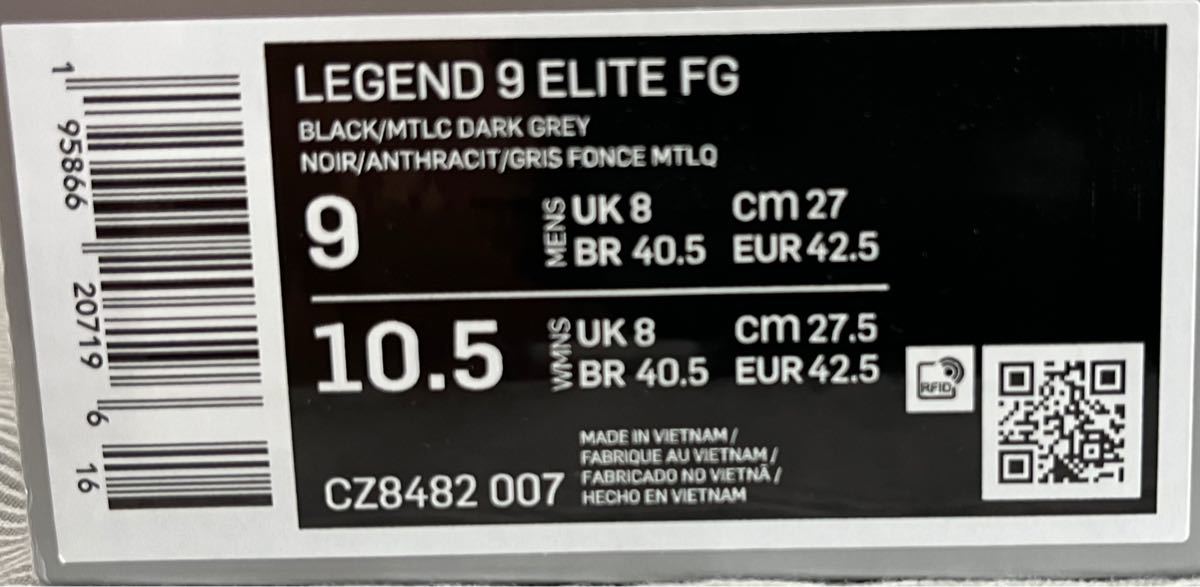 1 95866 20719 6 16
LEGEND 9 ELITE FG
BLACK/MTLC DARK GREY
NOIR/ANTHRACIT/GRIS FONCE MTLQ
9
MENS
UK 8 cm 27
BR 40.5 EUR 42.5
10.5
WMNS
UK 8 cm 27.5
BR 40.5 EUR 42.5
RFID
CZ8482 007
MADE IN VIETNAM /
FABRIQUE AU VIETNAM /
FABRICADO NO VIETNÃ /
HECHO EN VIETNAM